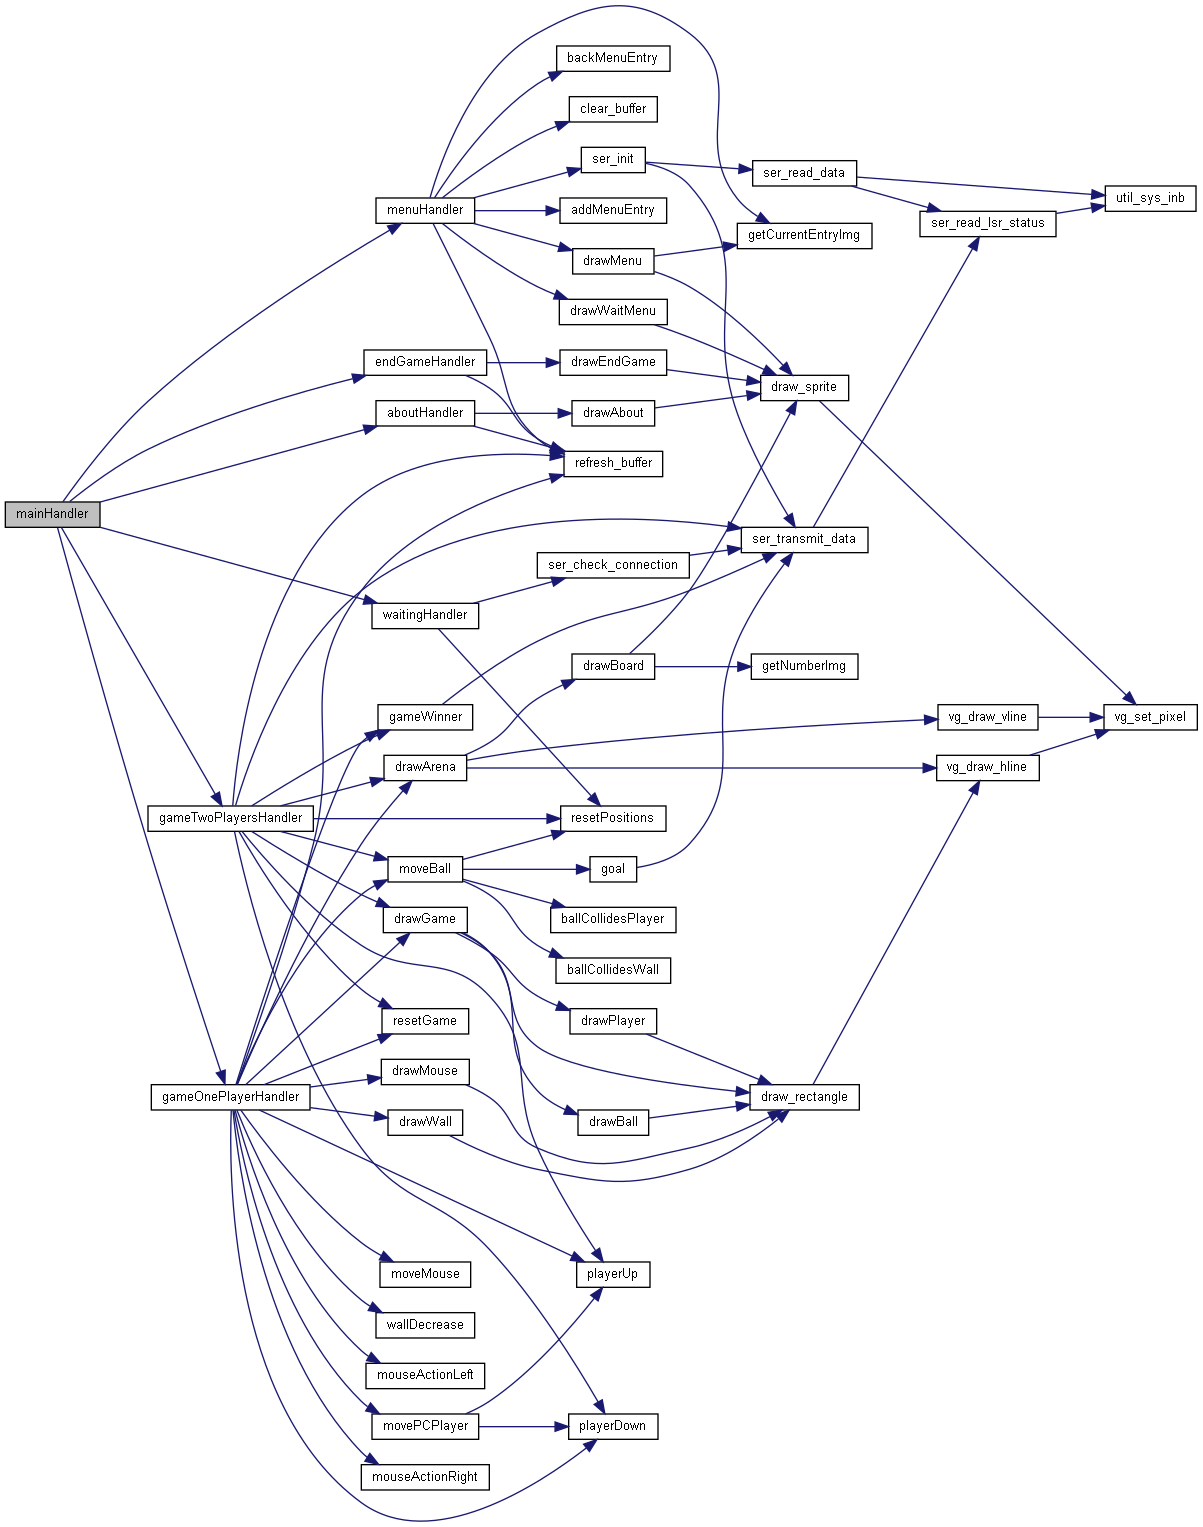 backMenuEntry
clear_buffer
ser_init
ser_read_data
util_sys_inb
menuHandler
addMenuEntry
ser_read_lsr_status
getCurrentEntryImg
drawMenu
drawWaitMenu
endGameHandler
drawEndGame
draw_sprite
aboutHandler
drawAbout
refresh_buffer
mainHandler
ser_transmit_data
ser_check_connection
waitingHandler
drawBoard
getNumberImg
gameWinner
vg_draw_vline
vg_set_pixel
drawArena
vg_draw_hline
gameTwoPlayersHandler
resetPositions
moveBall
goal
drawGame
ballCollidesPlayer
ballCollidesWall
resetGame
drawPlayer
drawMouse
gameOnePlayerHandler
draw_rectangle
drawWall
drawBall
moveMouse
playerUp
wallDecrease
mouseActionLeft
movePCPlayer
playerDown
mouseActionRight